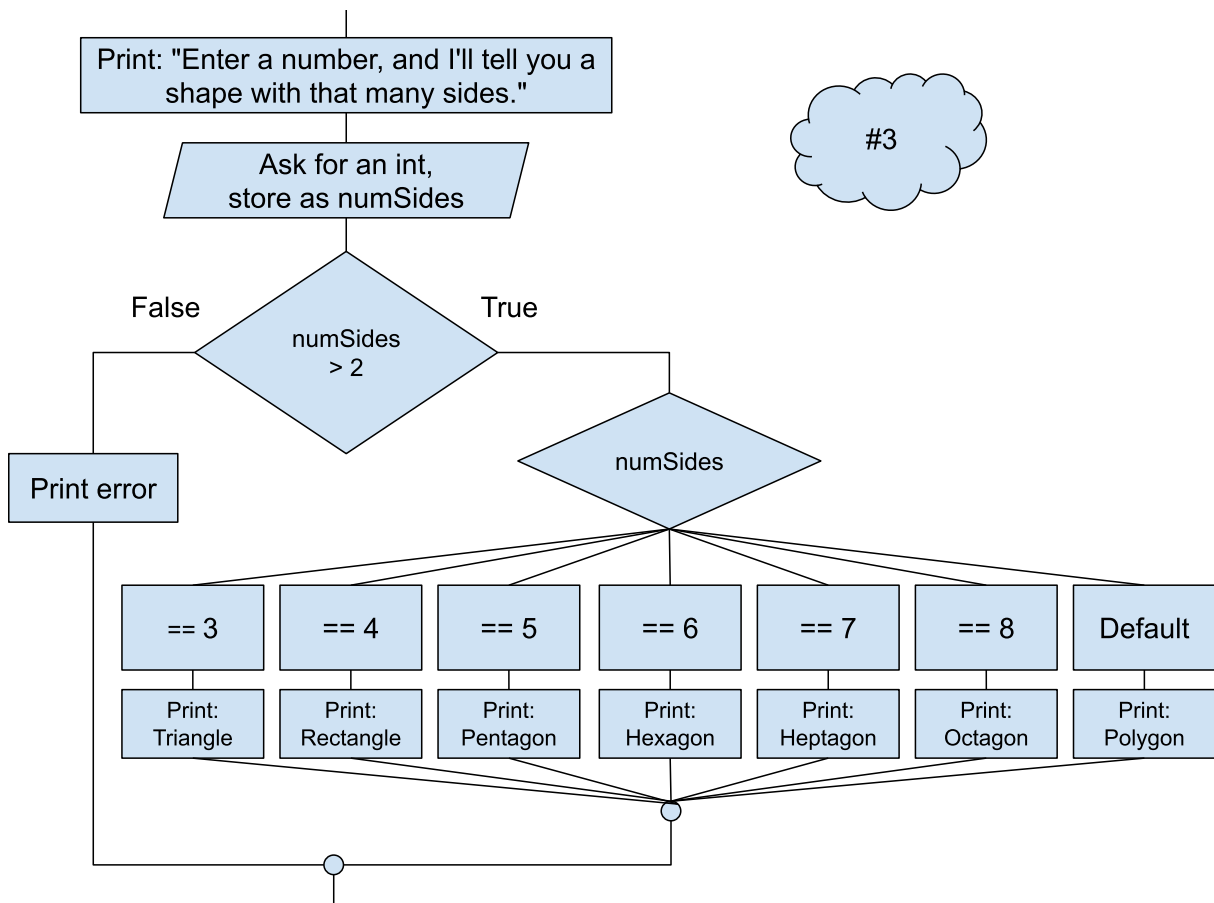 Print: "Enter a number, and I'll tell you a
shape with that many sides."
#3
Ask for an int,
store as numSides
False
True
numSides
> 2
numSides
Print error
== 3
== 4
== 5
== 6
== 7
== 8
Default
Print:
Triangle
Print:
Rectangle
Print:
Pentagon
Print:
Hexagon
Print:
Heptagon
Print:
Octagon
Print:
Polygon